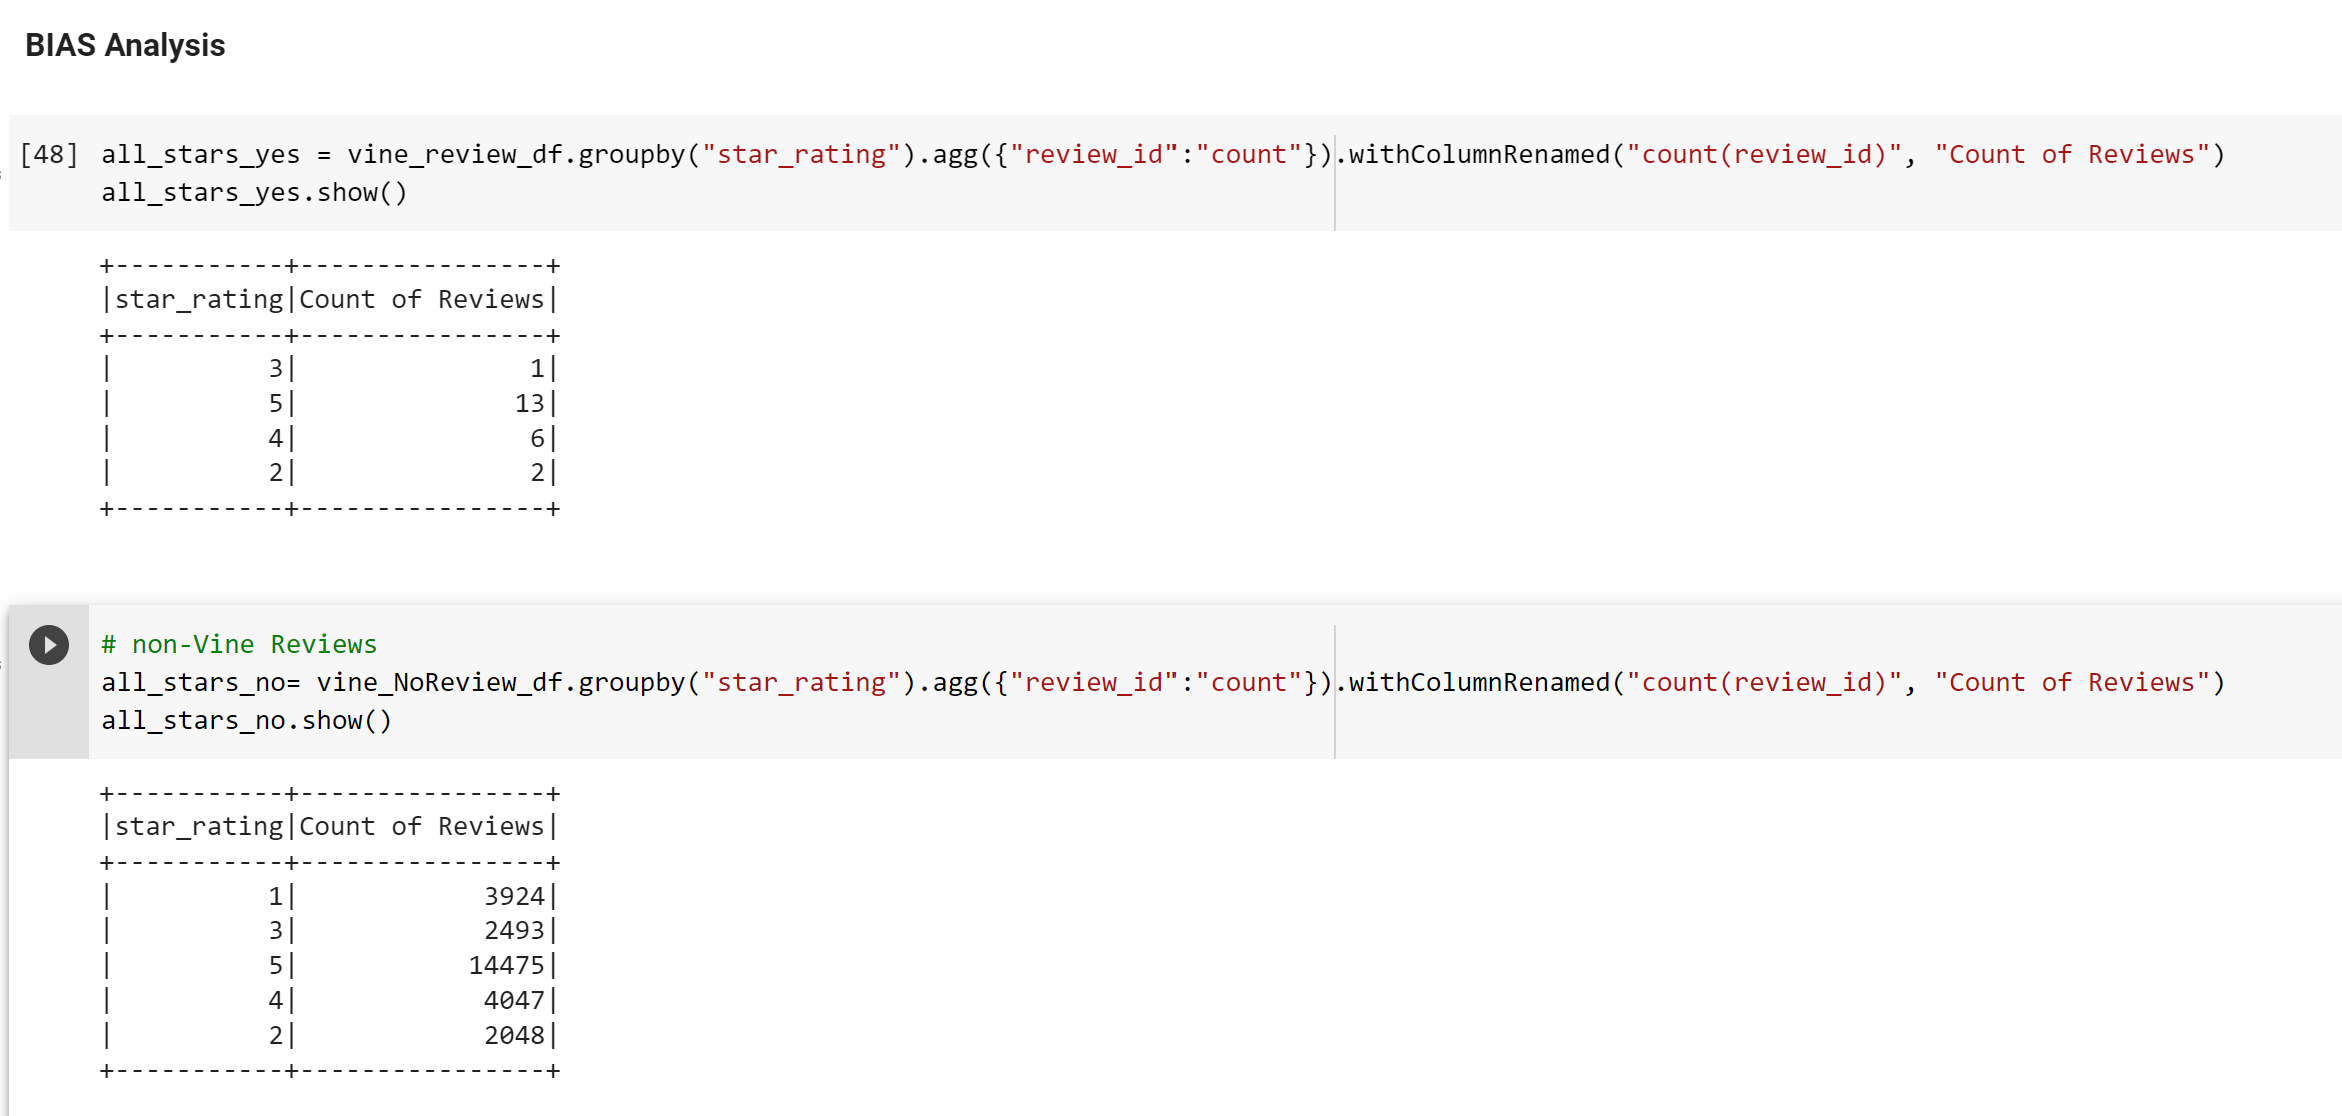 BIAS Analysis
[48] all_stars_yes = vine_review_df.groupby("star_rating").agg({"review_id":"count"}).withColumnRenamed("count(review_id)", "Count of Reviews")
all_stars_yes.show()
+-----------+----------------+
|star_rating|Count of Reviews|
+-----------+----------------+
|          3|               1|
|          5|              13|
|          4|               6|
|          2|               2|
+-----------+----------------+
# non-Vine Reviews
all_stars_no= vine_NoReview_df.groupby("star_rating").agg({"review_id":"count"}).withColumnRenamed("count(review_id)", "Count of Reviews")
all_stars_no.show()
+-----------+----------------+
|star_rating|Count of Reviews|
+-----------+----------------+
|          1|            3924|
|          3|            2493|
|          5|           14475|
|          4|            4047|
|          2|            2048|
+-----------+----------------+